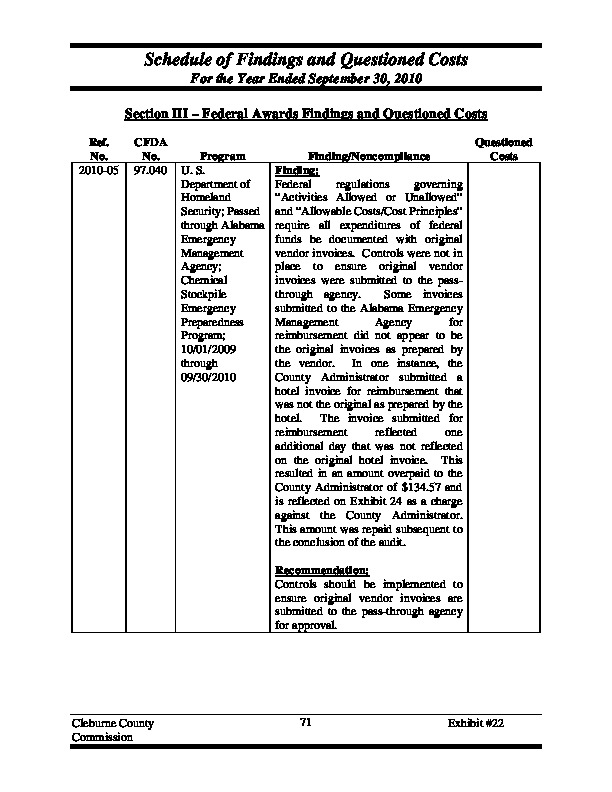 Schedule of Findings and Questioned Costs
For the Year Ended September 30, 2010
Section III – Federal Awards Findings and Questioned Costs
Ref. No.
CFDA No.
Program
Finding/Noncompliance
Questioned Costs
2010-05
97.040
U. S.
Department of
Homeland
Security; Passed
through Alabama
Emergency
Management
Agency;
Chemical
Stockpile
Emergency
Preparedness
Program;
10/01/2009
through
09/30/2010
Finding:
Federal regulations governing
"Activities Allowed or Unallowed"
and "Allowable Costs/Cost Principles"
require all expenditures of federal
funds be documented with original
vendor invoices. Controls were not in
place to ensure original vendor
invoices were submitted to the pass-
through agency. Some invoices
submitted to the Alabama Emergency
Management Agency for
reimbursement did not appear to be
the original invoices as prepared by
the vendor. In one instance, the
County Administrator submitted a
hotel invoice for reimbursement that
was not the original as prepared by the
hotel. The invoice submitted for
reimbursement reflected one
additional day that was not reflected
on the original hotel invoice. This
resulted in an amount overpaid to the
County Administrator of $134.57 and
is reflected on Exhibit 24 as a charge
against the County Administrator.
This amount was repaid subsequent to
the conclusion of the audit.
Recommendation:
Controls should be implemented to
ensure original vendor invoices are
submitted to the pass-through agency
for approval.
Cleburne County
Commission
71
Exhibit #22